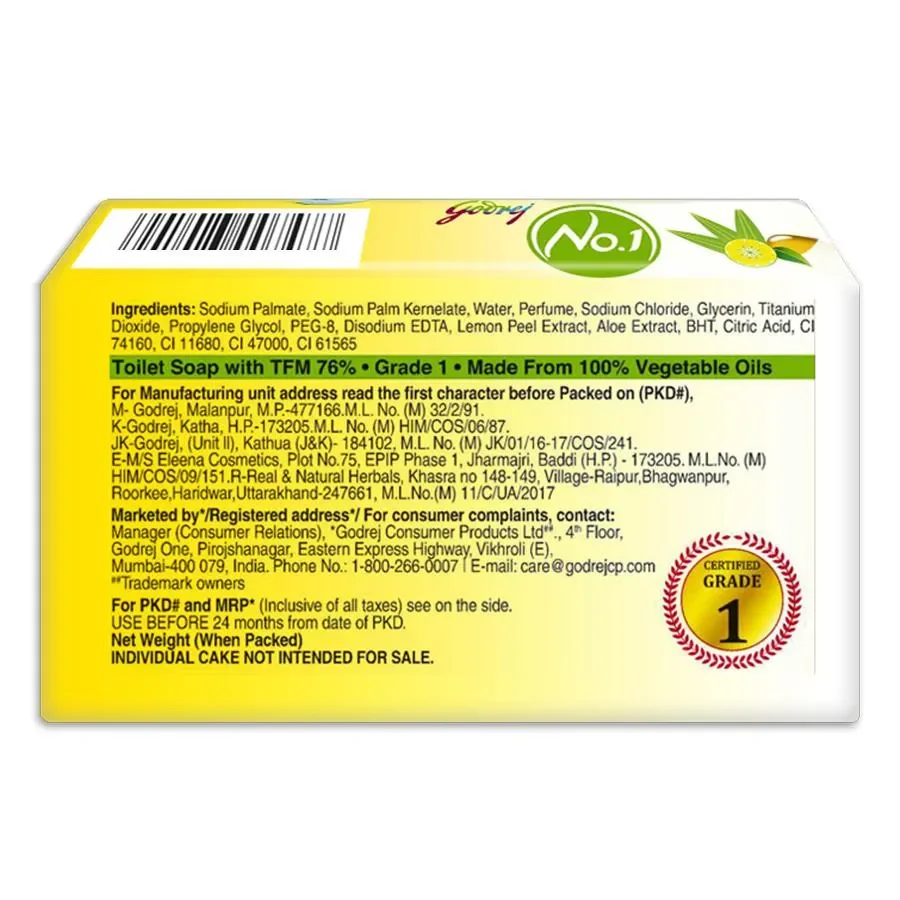 Godrej
No.1
Ingredients: Sodium Palmate, Sodium Palm Kernelate, Water, Perfume, Sodium Chloride, Glycerin, Titanium
Dioxide, Propylene Glycol, PEG-8, Disodium EDTA, Lemon Peel Extract, Aloe Extract, BHT, Citric Acid, CI
74160, CI 11680, CI 47000, CI 61565
Toilet Soap with TFM 76% • Grade 1 • Made From 100% Vegetable Oils
For Manufacturing unit address read the first character before Packed on (PKD#),
M- Godrej, Malanpur, M.P.-477166.M.L. No. (M) 32/2/91.
K-Godrej, Katha, H.P.-173205.M.L. No. (M) HIM/COS/06/87.
JK-Godrej, (Unit II), Kathua (J&K)- 184102, M.L. No. (M) JK/01/16-17/COS/241.
E-M/S Eleena Cosmetics, Plot No.75, EPIP Phase 1, Jharmajri, Baddi (H.P.) - 173205. M.L.No. (M)
HIM/COS/09/151.R-Real & Natural Herbals, Khasra no 148-149, Village-Raipur,Bhagwanpur,
Roorkee,Haridwar,Uttarakhand-247661, M.L.No.(M) 11/C/UA/2017
Marketed by*/Registered address*/ For consumer complaints, contact:
Manager (Consumer Relations), *Godrej Consumer Products Ltd##., 4th Floor,
Godrej One, Pirojshanagar, Eastern Express Highway, Vikhroli (E),
Mumbai-400 079, India. Phone No.: 1-800-266-0007 | E-mail: care@godrejcp.com
##Trademark owners
For PKD# and MRP* (Inclusive of all taxes) see on the side.
USE BEFORE 24 months from date of PKD.
Net Weight (When Packed)
INDIVIDUAL CAKE NOT INTENDED FOR SALE.
CERTIFIED
GRADE
1